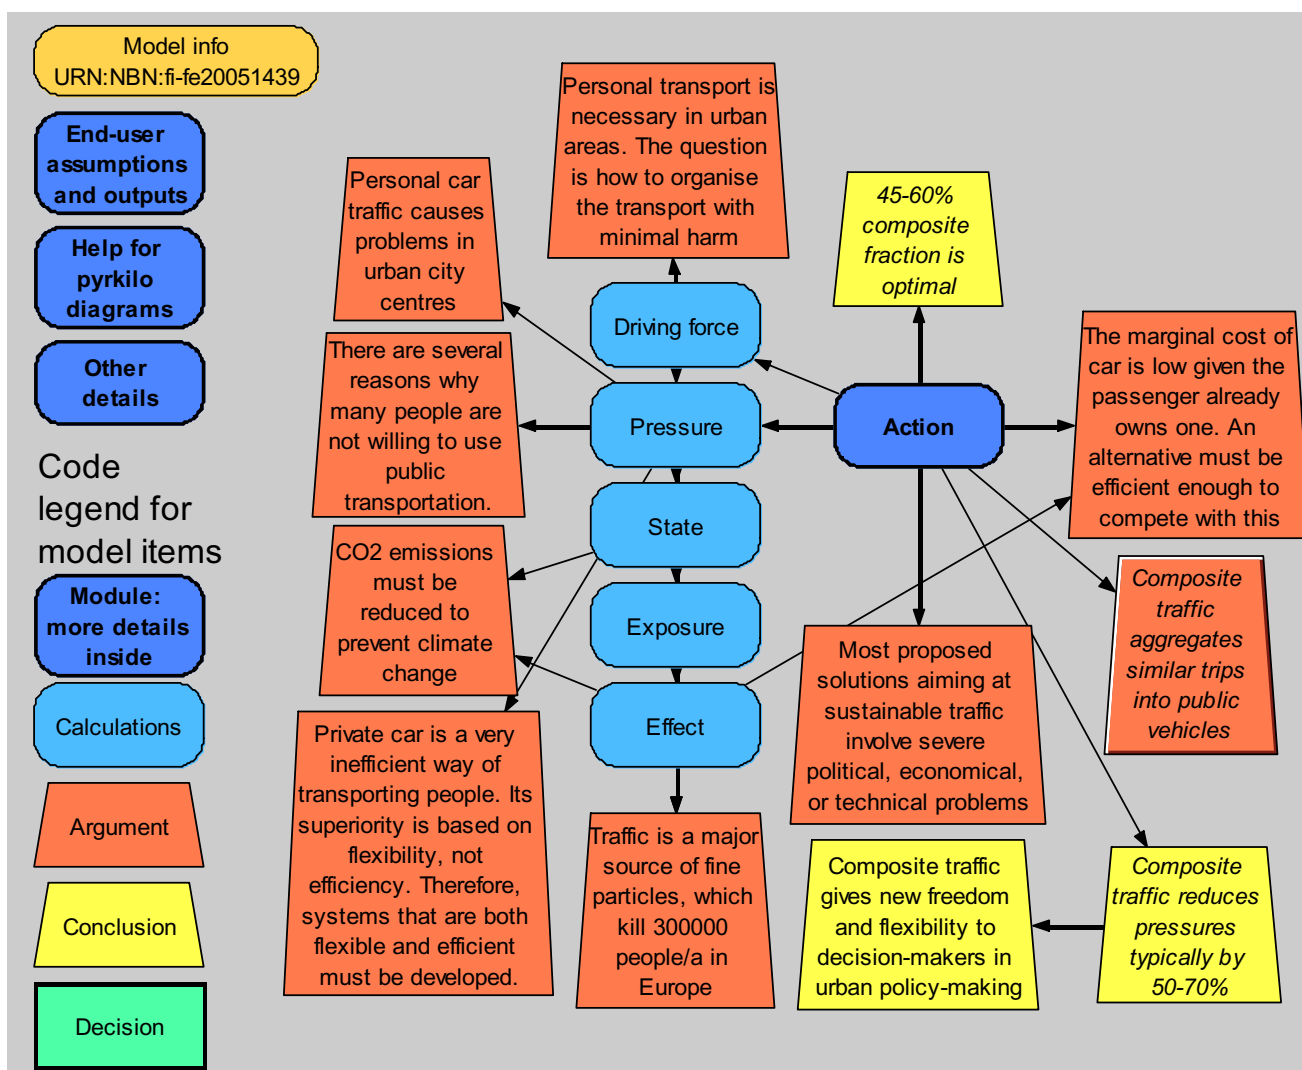 Model info
URN:NBN:fi-fe20051439
End-user
assumptions
and outputs
Help for
pyrkilo
diagrams
Other
details
Code
legend for
model items
Module:
more details
inside
Calculations
Argument
Conclusion
Decision
Personal transport is
necessary in urban
areas. The question
is how to organise
the transport with
minimal harm
Personal car
traffic causes
problems in
urban city
centres
45-60%
composite
fraction is
optimal
Driving force
There are several
reasons why
many people are
not willing to use
public
transportation.
Pressure
Action
The marginal cost of
car is low given the
passenger already
owns one. An
alternative must be
efficient enough to
compete with this
State
CO2 emissions
must be
reduced to
prevent climate
change
Exposure
Composite
traffic
aggregates
similar trips
into public
vehicles
Most proposed
solutions aiming at
sustainable traffic
involve severe
political, economical,
or technical problems
Effect
Private car is a very
inefficient way of
transporting people. Its
superiority is based on
flexibility, not
efficiency. Therefore,
systems that are both
flexible and efficient
must be developed.
Traffic is a major
source of fine
particles, which
kill 300000
people/a in
Europe
Composite traffic
gives new freedom
and flexibility to
decision-makers in
urban policy-making
Composite
traffic reduces
pressures
typically by
50-70%